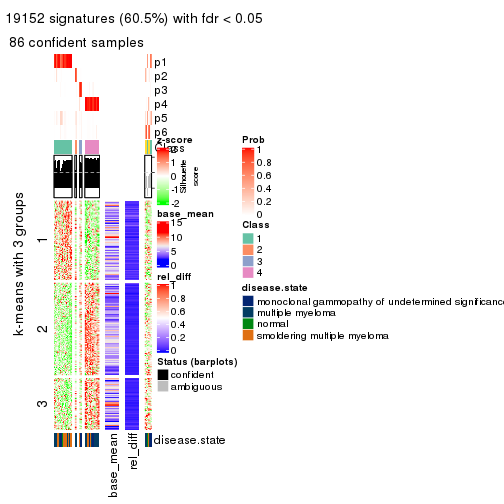 19152 signatures (60.5%) with fdr < 0.05
86 confident samples
p1
p2
p3
p4
p5
p6
Class
Silhouette
score
k-means with 3 groups
1
2
3
base_mean
rel_diff
disease.state
z-score
2
1
0
-1
-2
base_mean
15
10
5
0
rel_diff
1
0.8
0.6
0.4
0.2
0
Status (barplots)
confident
ambiguous
Prob
1
0.8
0.6
0.4
0.2
0
Class
1
2
3
4
disease.state
monoclonal gammopathy of undetermined significance
multiple myeloma
normal
smoldering multiple myeloma